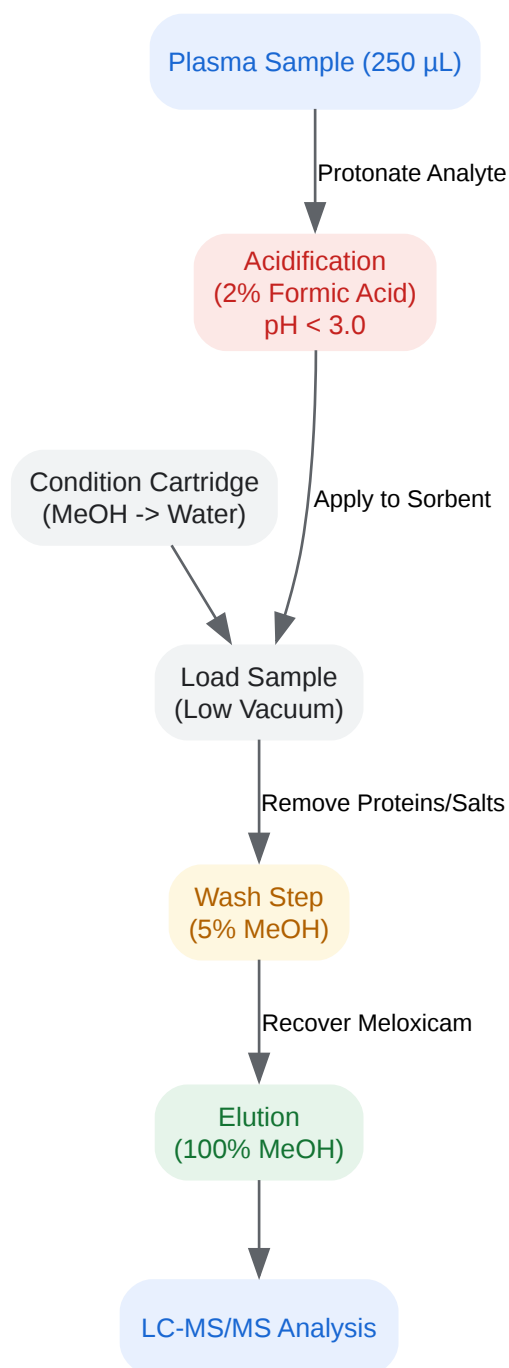 Plasma Sample (250 µL)
Protonate Analyte
Acidification
(2% Formic Acid)
pH < 3.0
Condition Cartridge
(MeOH -> Water)
Apply to Sorbent
Load Sample
(Low Vacuum)
Remove Proteins/Salts
Wash Step
(5% MeOH)
Recover Meloxicam
Elution
(100% MeOH)
LC-MS/MS Analysis